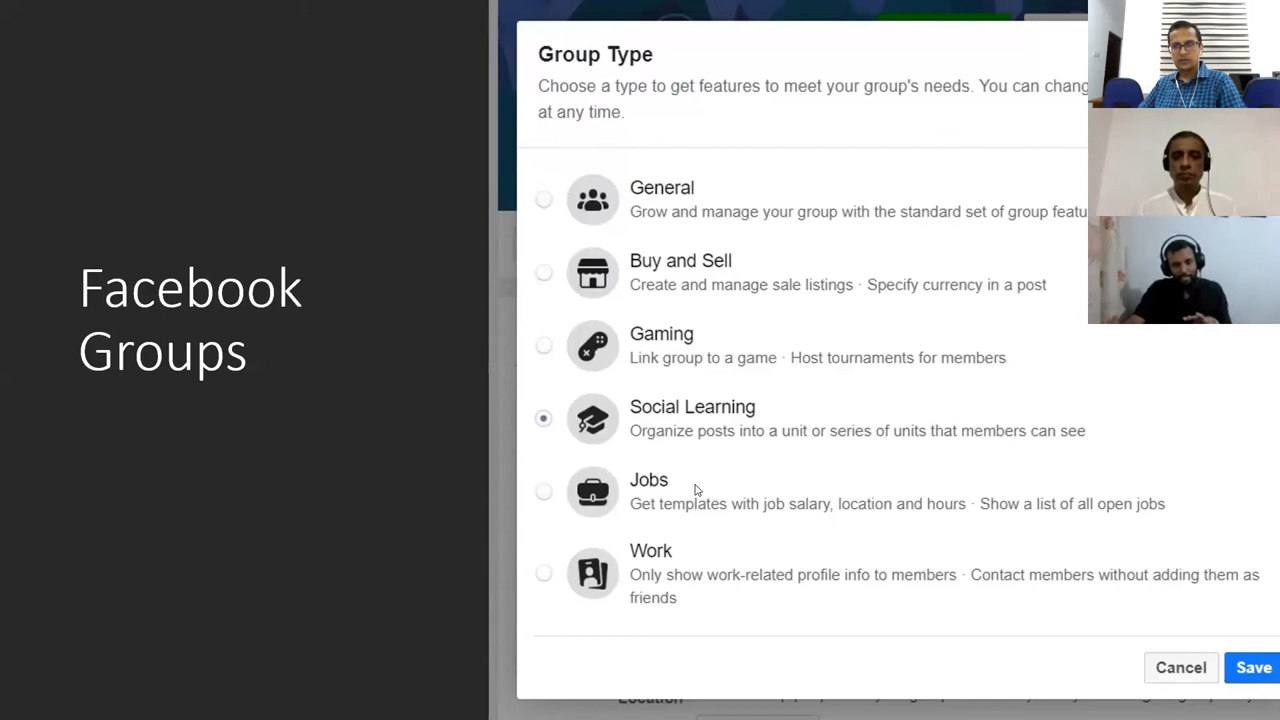 Facebook
Groups
Group Type
Choose a type to get features to meet your group's needs. You can
at any time.
General
Grow and manage your group with the standard set of group
Buy and Sell
Create and manage sale listings · Specify currency in a post
Gaming
Link group to a game · Host tournaments for members
Social Learning
Organize posts into a unit or series of units that members can see
Jobs
Get templates with job salary, location and hours · Show a list of all open jobs
Work
Only show work-related profile info to members · Contact members without adding them as
friends
Cancel
Save
Location